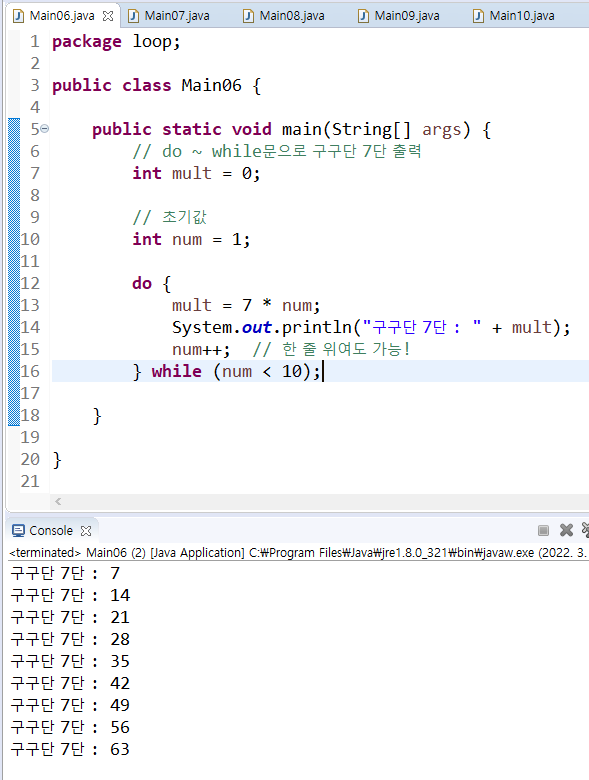 Main06.java Main07.java Main08.java Main09.java Main10.java
1 package loop;
2
3 public class Main06 {
4
5 public static void main(String[] args) {
6 // do ~ while문으로 구구단 7단 출력
7 int mult = 0;
8
9 // 초기값
10 int num = 1;
11
12 do {
13 mult = 7 * num;
14 System.out.println("구구단 7단 : " + mult);
15 num++; // 한 줄 위여도 가능!
16 } while (num < 10);
17
18 }
19
20 }
21
Console
<terminated> Main06 (2) [Java Application] C:₩Program Files₩Java₩jre1.8.0_321₩bin₩javaw.exe (2022. 3.
구구단 7단 : 7
구구단 7단 : 14
구구단 7단 : 21
구구단 7단 : 28
구구단 7단 : 35
구구단 7단 : 42
구구단 7단 : 49
구구단 7단 : 56
구구단 7단 : 63